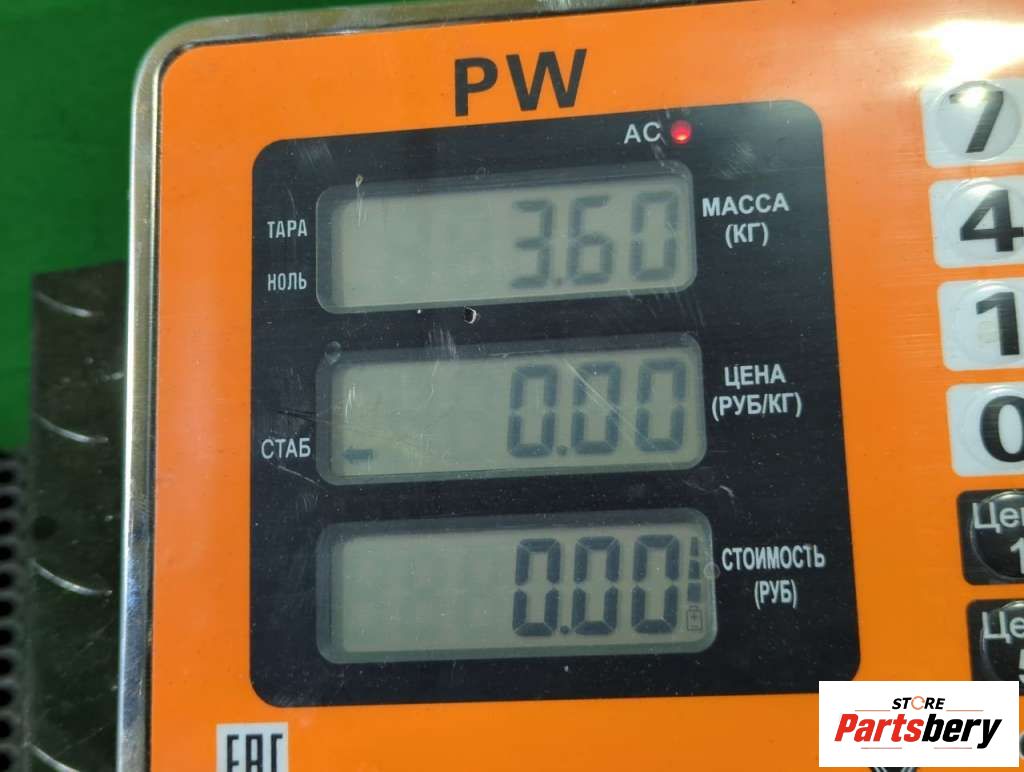 PW
AC
ТАРА
НОЛЬ
3.60
МАССА
(КГ)
СТАБ
0.00
ЦЕНА
(РУБ/КГ)
0.00
СТОИМОСТЬ
(РУБ)
7
4
1
0
EAC
STORE
Partsbery